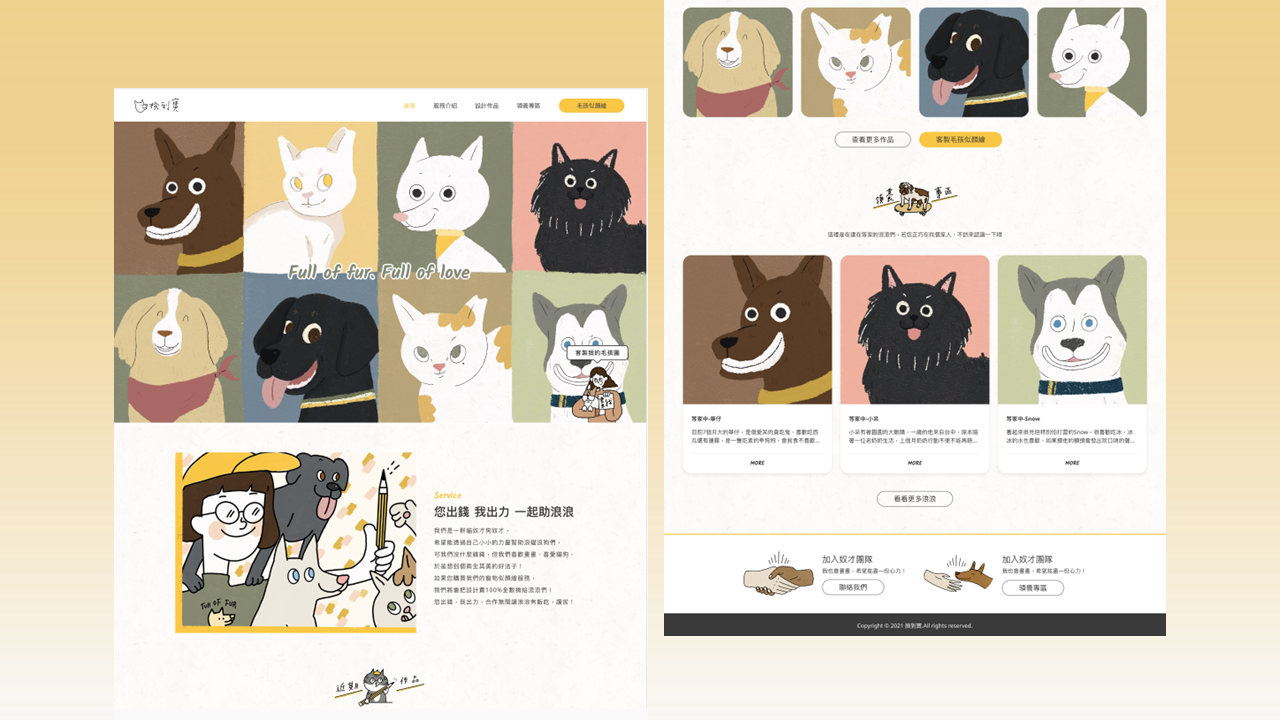 撿到寶
首頁
服務介紹
設計作品
領養專區
毛孩似顏繪
Full of fur. Full of love
客製我的毛孩圖
Service
您出錢 我出力 一起助浪浪
我們是一群貓奴才狗奴才，
希望能透過自己小小的力量幫助浪貓浪狗們，
可我們沒什麼錢錢，但我們喜歡畫畫，喜愛貓狗，
於是想到個兩全其美的好法子！
如果您購買我們的寵物似顏繪服務，
我們將會把設計費100%全數捐給浪浪們！
您出錢，我出力，合作無間讓浪浪有飯吃，讚啦！
FULL OF FUR
近期作品
查看更多作品
客製毛孩似顏繪
領養專區
這裡是在還在等家的浪浪們，若您正巧在找個家人，不訪來認識一下唷
等家中-華仔
等家中-小吳
等家中-Snow
MORE
MORE
MORE
看看更多浪浪
加入奴才團隊
我也會畫畫，希望能盡一份心力！
聯絡我們
加入奴才團隊
我也會畫畫，希望能盡一份心力！
領養專區
Copyright © 2021 撿到寶.All rights reserved.